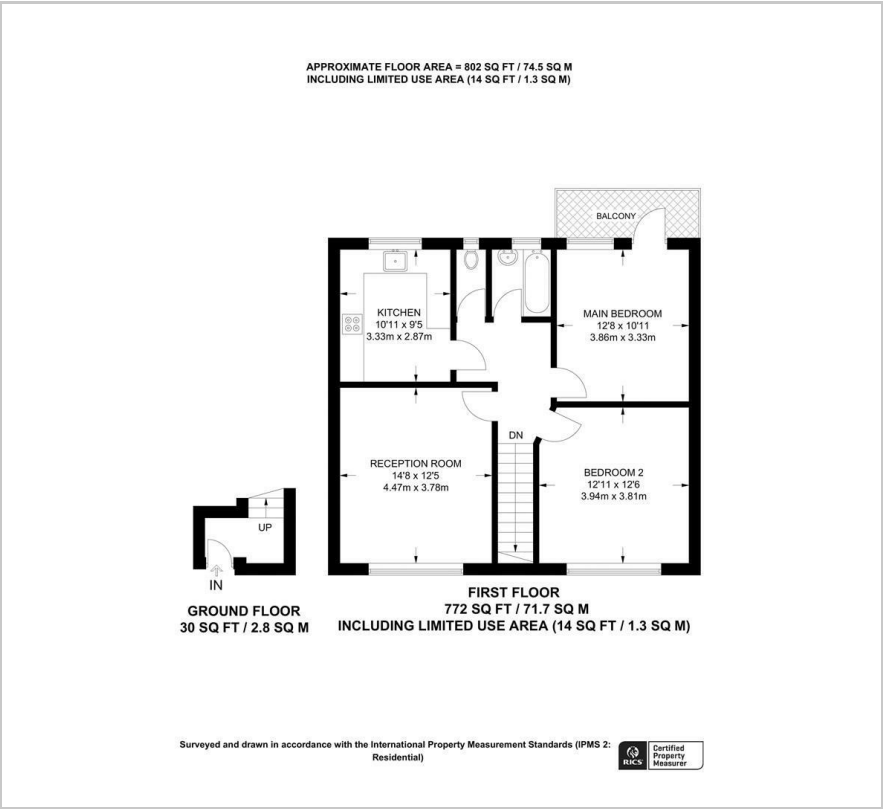 APPROXIMATE FLOOR AREA = 802 SQ FT / 74.5 SQ M
INCLUDING LIMITED USE AREA (14 SQ FT / 1.3 SQ M)
BALCONY
KITCHEN
10'11 x 9'5
3.33m x 2.87m
MAIN BEDROOM
12'8 x 10'11
3.86m x 3.33m
DN
RECEPTION ROOM
14'8 x 12'5
4.47m x 3.78m
BEDROOM 2
12'11 x 12'6
3.94m x 3.81m
UP
IN
GROUND FLOOR
30 SQ FT / 2.8 SQ M
FIRST FLOOR
772 SQ FT / 71.7 SQ M
INCLUDING LIMITED USE AREA (14 SQ FT / 1.3 SQ M)
Surveyed and drawn in accordance with the International Property Measurement Standards (IPMS 2:
Residential)
RICS
Certified
Property
Measurer